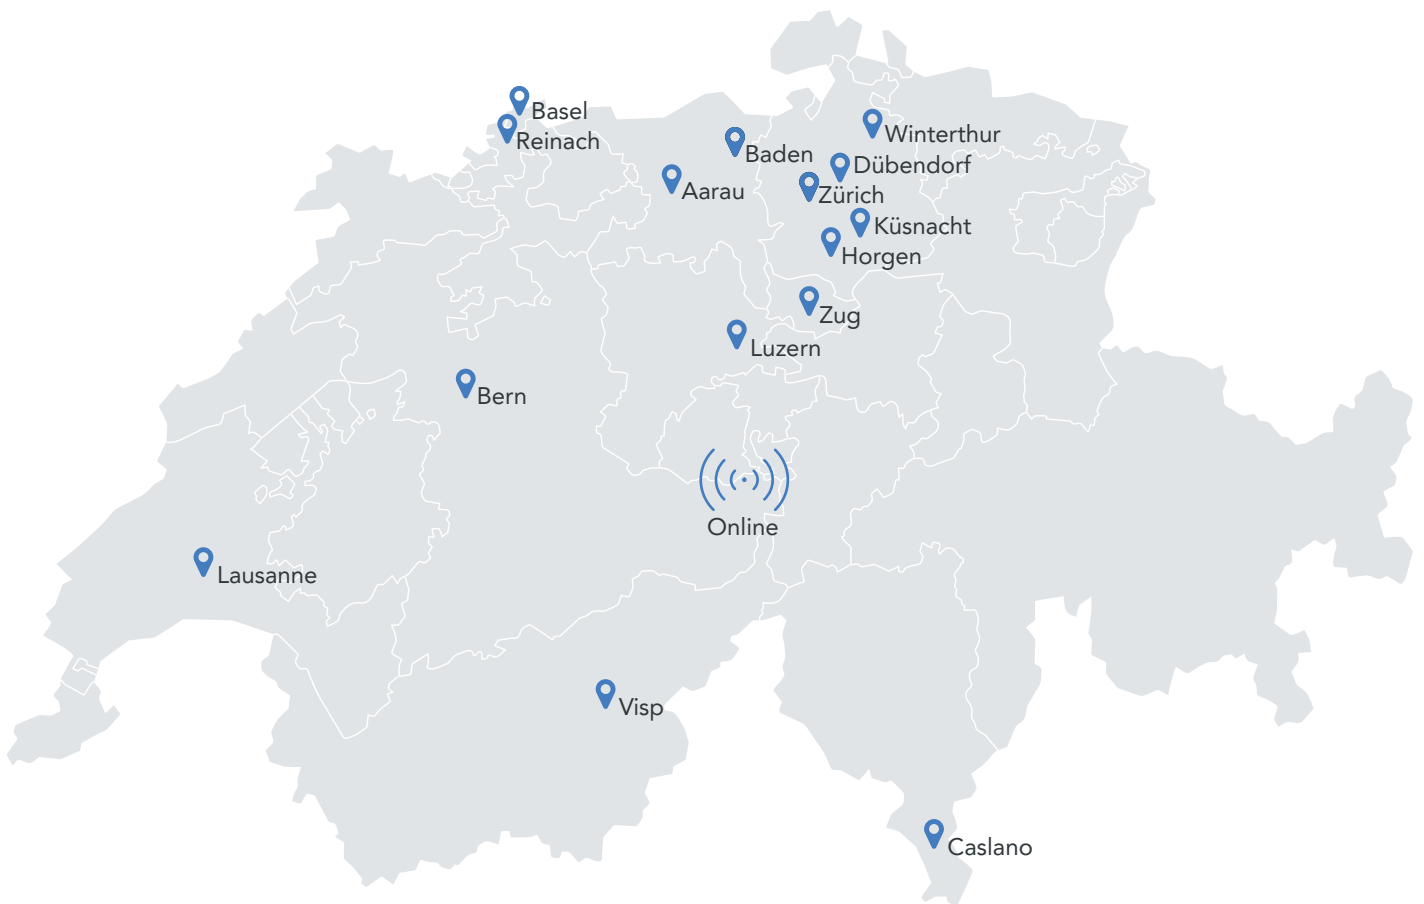 Basel
Reinach
Winterthur
Baden
Dübendorf
Aarau
Zürich
Küsnacht
Horgen
Zug
Luzern
Bern
Online
Lausanne
Visp
Caslano